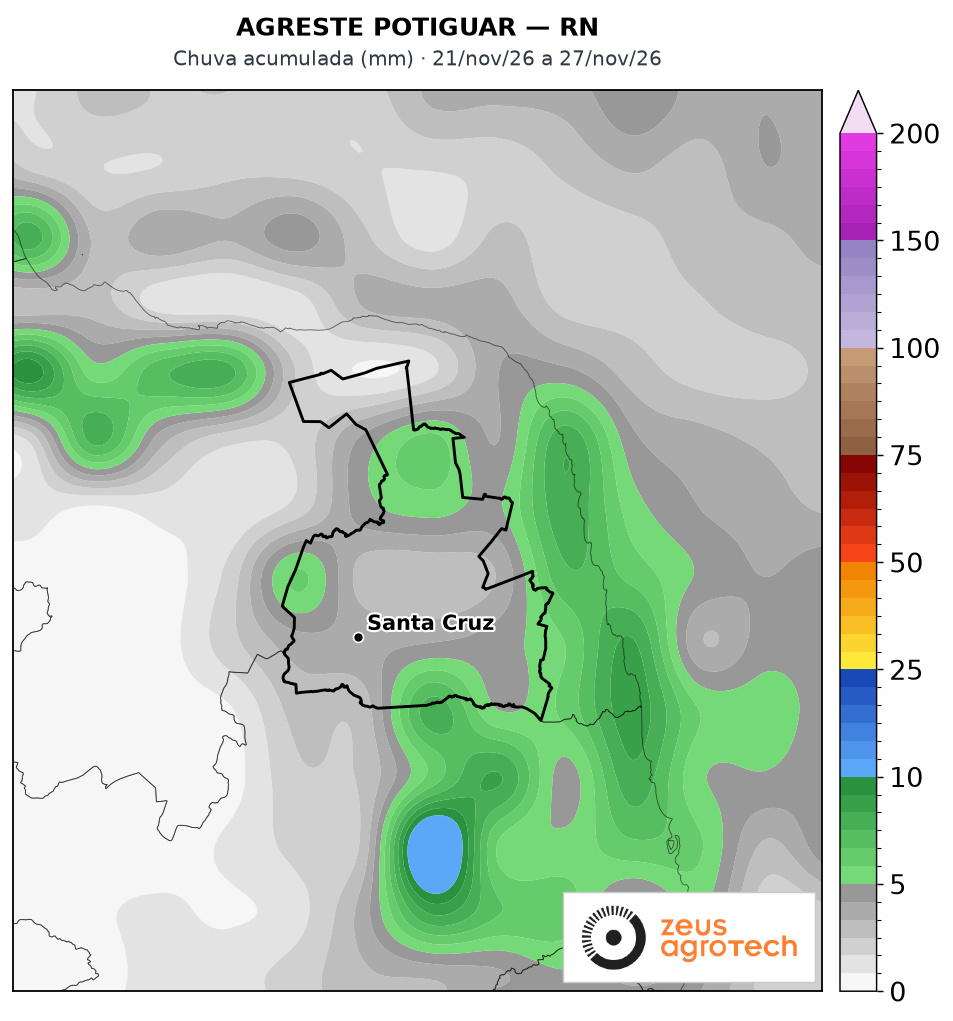 AGRESTE POTIGUAR — RN
Chuva acumulada (mm) · 21/nov/26 a 27/nov/26
200
150
100
75
50
25
10
5
0
Santa Cruz
zeus
agrotech